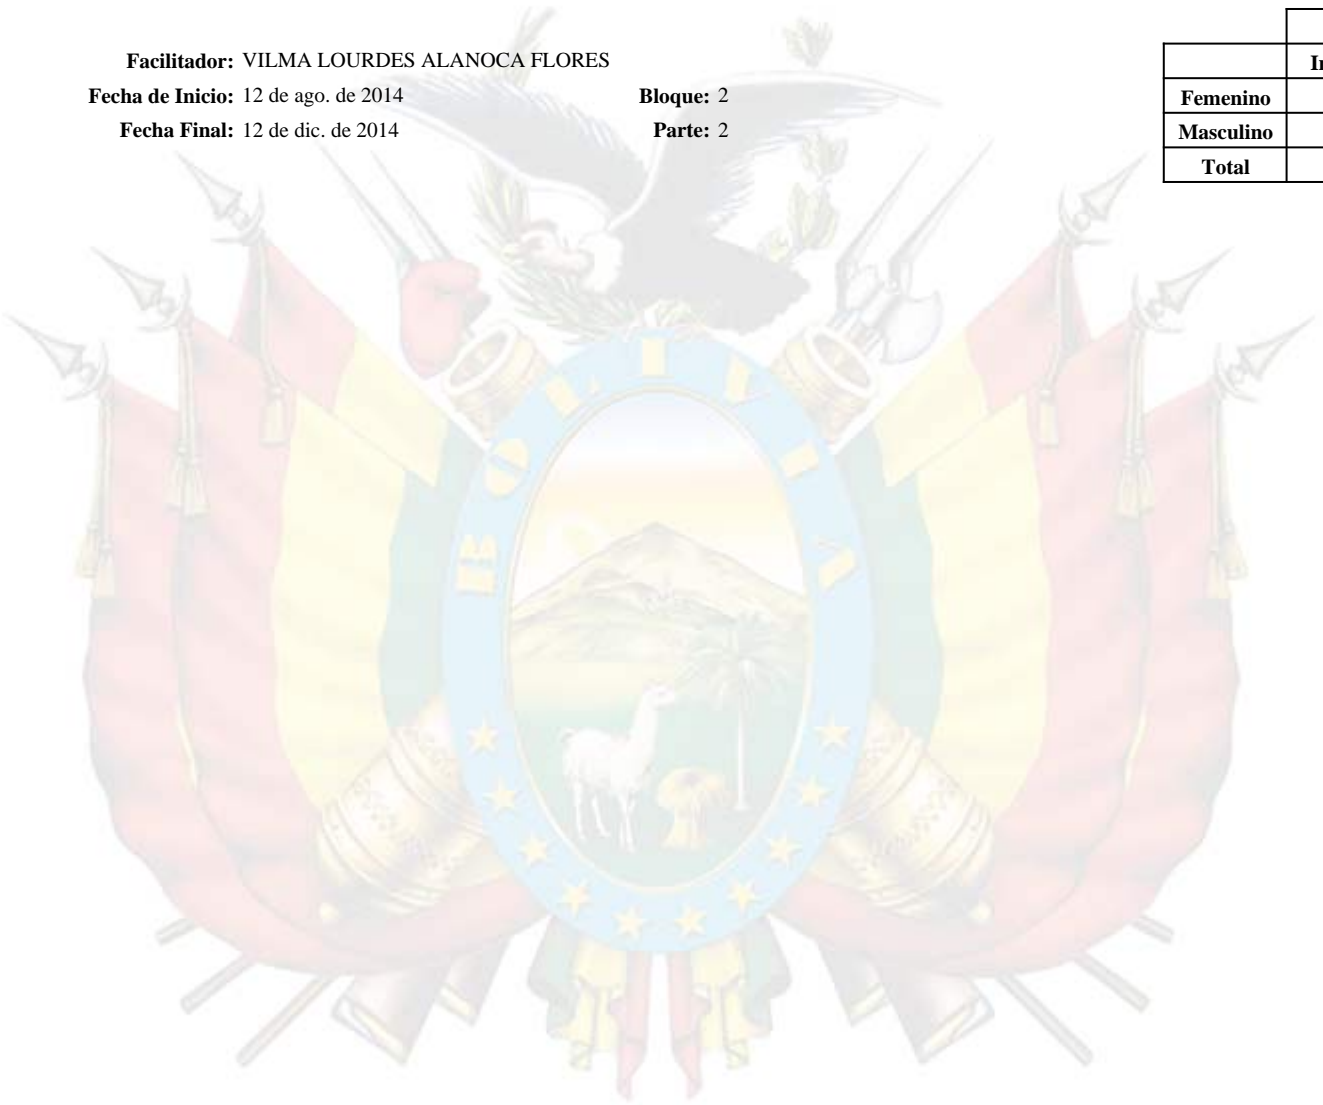 Facilitador: VILMA LOURDES ALANOCA FLORES
Fecha de Inicio: 12 de ago. de 2014 Bloque: 2
Fecha Final: 12 de dic. de 2014 Parte: 2
Femenino
Masculino
Total
BOLIVIA